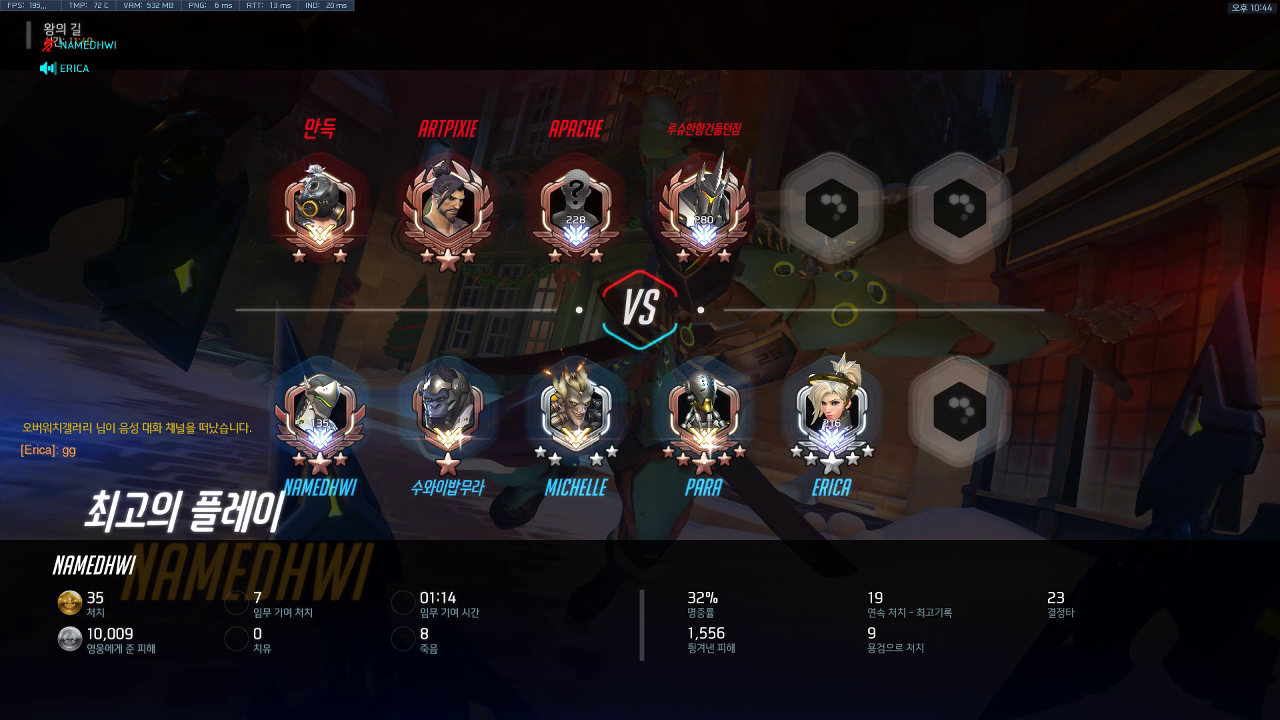 FPS: 195... TMP: 72 C VRM: 532 MB PNG: 6 ms RTT: 13 ms IND: 20 ms
오후 10:44
왕의 길
NAMEDHWI
ERICA
만득 ARTPIXIE APACHE 루슈안함건들던짐
228 280
VS
135 216
오버워치갤러리 님이 음성 대화 채널을 떠났습니다.
[Erica]: gg
NAMEDHWI 수와이밥무라 MICHELLE PARA ERICA
최고의 플레이
NAMEDHWI
NAMEDHWI
35 7 01:14 32% 19 23
처치 임무 기여 처치 임무 기여 시간 명중률 연속 처치 - 최고기록 결정타
10,009 0 8 1,556 9
영웅에게 준 피해 치유 죽음 튕겨낸 피해 용검으로 처치